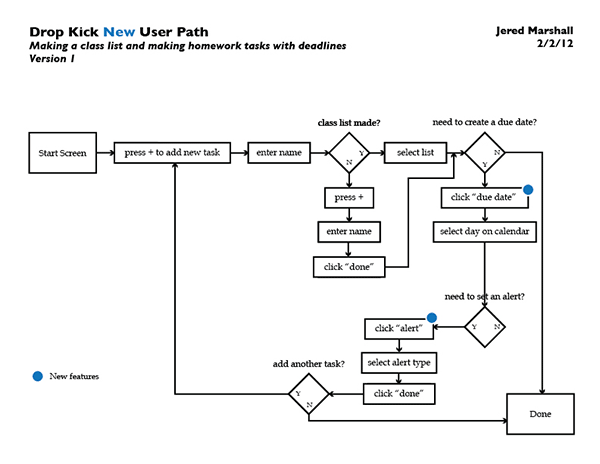 Drop Kick New User Path
Making a class list and making homework tasks with deadlines
Version 1
Jered Marshall
2/2/12
class list made?
need to create a due date?
Start Screen
press + to add new task
enter name
Y
N
select list
N
Y
press +
click “due date”
enter name
select day on calendar
click “done”
need to set an alert?
click “alert”
Y
N
select alert type
add another task?
New features
Y
N
click “done”
Done